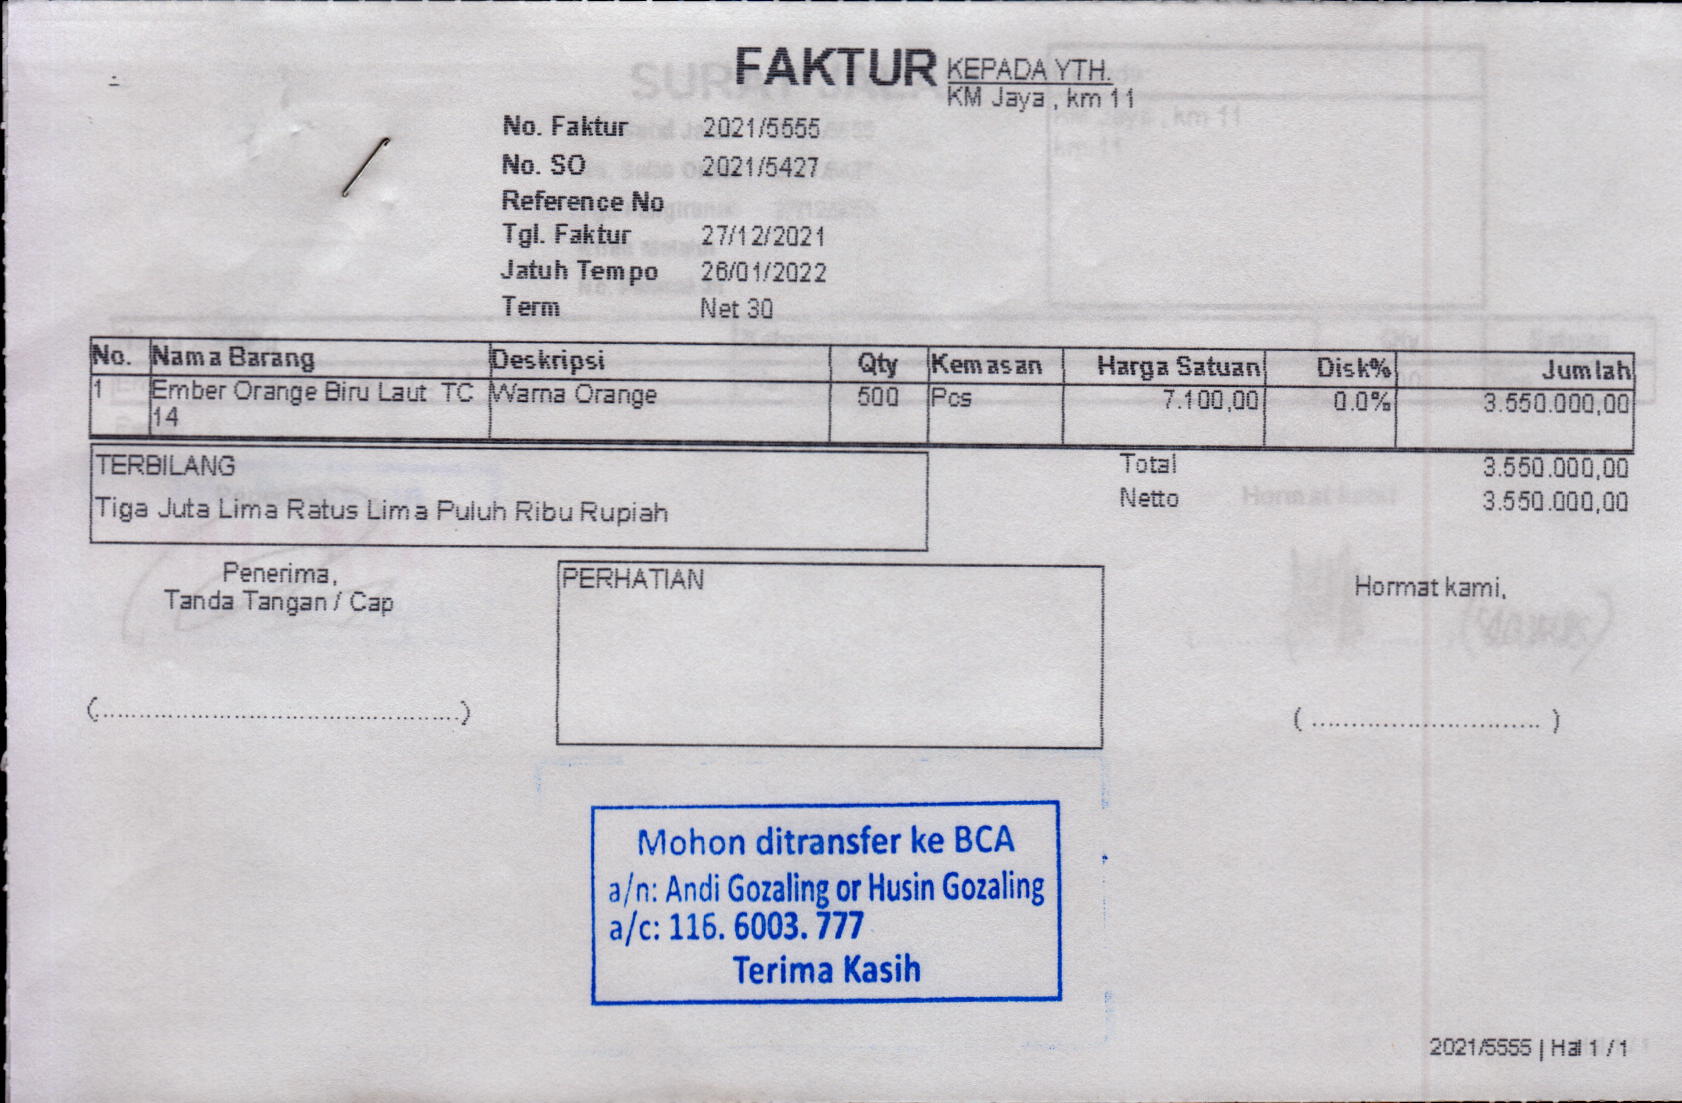 FAKTUR
KEPADA YTH.
KM Jaya , km 11
No. Faktur 2021/5555
No. SO 2021/5427
Reference No
Tgl. Faktur 27/12/2021
Jatuh Tempo 26/01/2022
Term Net 30
No. Nama Barang Deskripsi Qty Kemasan Harga Satuan Disk% Jumlah
1 Ember Orange Biru Laut TC Warna Orange 500 Pcs 7.100,00 0.0% 3.550.000,00
14
TERBILANG
Tiga Juta Lima Ratus Lima Puluh Ribu Rupiah
Total 3.550.000,00
Netto 3.550.000,00
Penerima,
Tanda Tangan / Cap
(..............................................)
PERHATIAN
Hormat kami,
( ............................. )
Mohon ditransfer ke BCA
a/n: Andi Gozaling or Husin Gozaling
a/c: 116. 6003. 777
Terima Kasih
2021/5555 | Hal 1 / 1